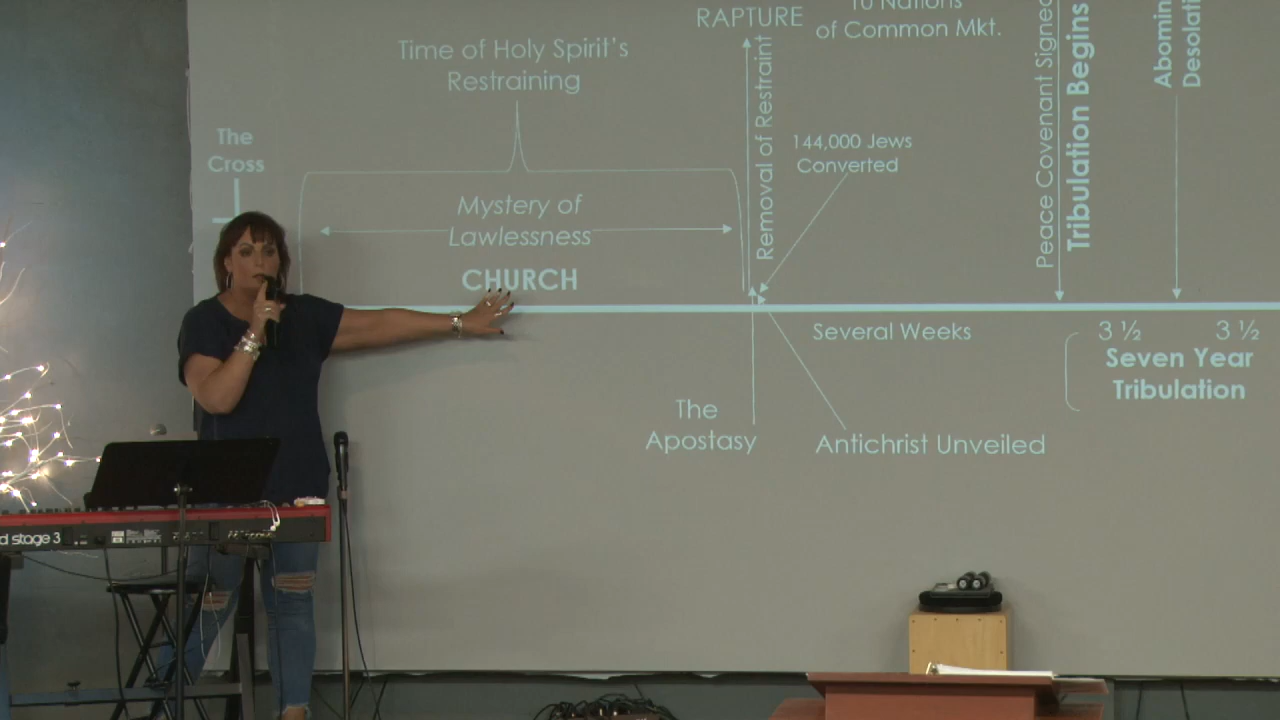 RAPTURE
of Common Mkt.
Time of Holy Spirit's
Restraining
The
Cross
Mystery of
Lawlessness
CHURCH
Removal of Restraint
144,000 Jews
Converted
Peace Covenant Signed
Tribulation Begins
Several Weeks
3 ½ 3 ½
Seven Year
Tribulation
The
Apostasy
Antichrist Unveiled
stage 3